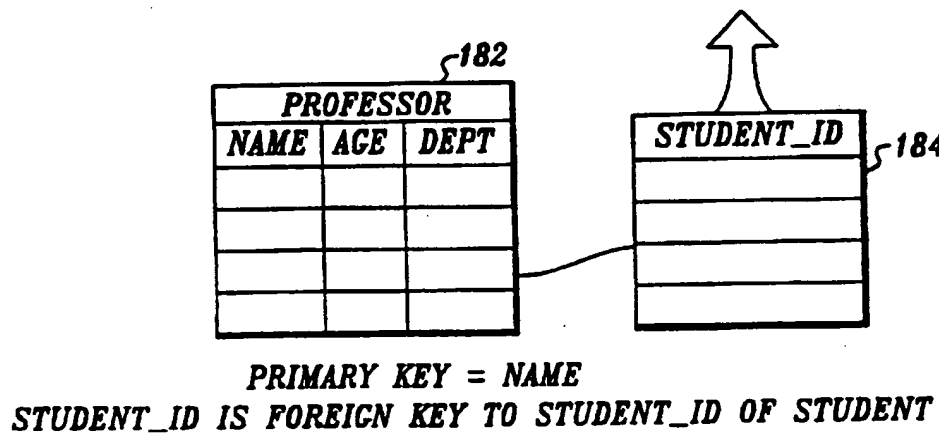 182
PROFESSOR
NAME AGE DEPT
STUDENT_ID
184
PRIMARY KEY = NAME
STUDENT_ID IS FOREIGN KEY TO STUDENT_ID OF STUDENT